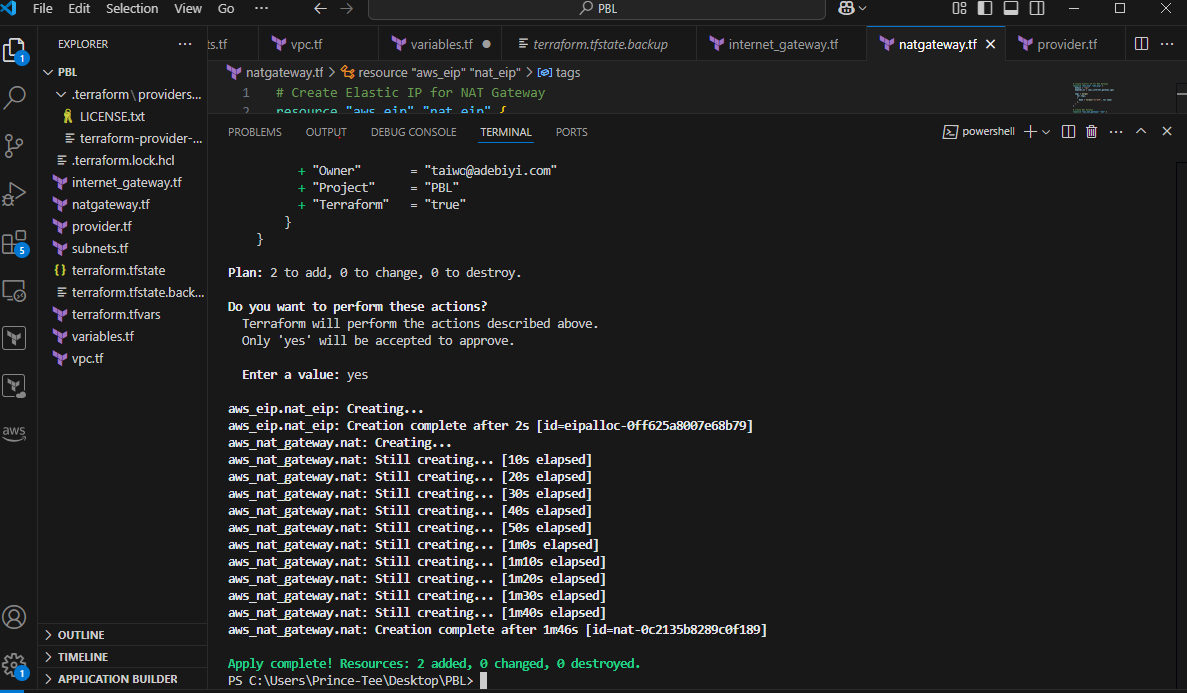 File Edit Selection View Go ··· PBL
EXPLORER ···
ts.tf vpc.tf variables.tf terraform.tfstate.backup internet_gateway.tf natgateway.tf provider.tf ···
PBL
.terraform\providers...
LICENSE.txt
terraform-provider-...
.terraform.lock.hcl
internet_gateway.tf
natgateway.tf
provider.tf
subnets.tf
terraform.tfstate
terraform.tfstate.back...
terraform.tfvars
variables.tf
vpc.tf
OUTLINE
TIMELINE
APPLICATION BUILDER
1
5
aws
1
natgateway.tf > resource "aws_eip" "nat_eip" > tags
1 # Create Elastic IP for NAT Gateway
2 resource "aws_eip" "nat_eip" {
PROBLEMS OUTPUT DEBUG CONSOLE TERMINAL PORTS powershell ···
+ "Owner" = "taiwo@adebiyi.com"
+ "Project" = "PBL"
+ "Terraform" = "true"
}
}
Plan: 2 to add, 0 to change, 0 to destroy.
Do you want to perform these actions?
Terraform will perform the actions described above.
Only 'yes' will be accepted to approve.
Enter a value: yes
aws_eip.nat_eip: Creating...
aws_eip.nat_eip: Creation complete after 2s [id=eipalloc-0ff625a8007e68b79]
aws_nat_gateway.nat: Creating...
aws_nat_gateway.nat: Still creating... [10s elapsed]
aws_nat_gateway.nat: Still creating... [20s elapsed]
aws_nat_gateway.nat: Still creating... [30s elapsed]
aws_nat_gateway.nat: Still creating... [40s elapsed]
aws_nat_gateway.nat: Still creating... [50s elapsed]
aws_nat_gateway.nat: Still creating... [1m0s elapsed]
aws_nat_gateway.nat: Still creating... [1m10s elapsed]
aws_nat_gateway.nat: Still creating... [1m20s elapsed]
aws_nat_gateway.nat: Still creating... [1m30s elapsed]
aws_nat_gateway.nat: Still creating... [1m40s elapsed]
aws_nat_gateway.nat: Creation complete after 1m46s [id=nat-0c2135b8289c0f189]
Apply complete! Resources: 2 added, 0 changed, 0 destroyed.
PS C:\Users\Prince-Tee\Desktop\PBL>